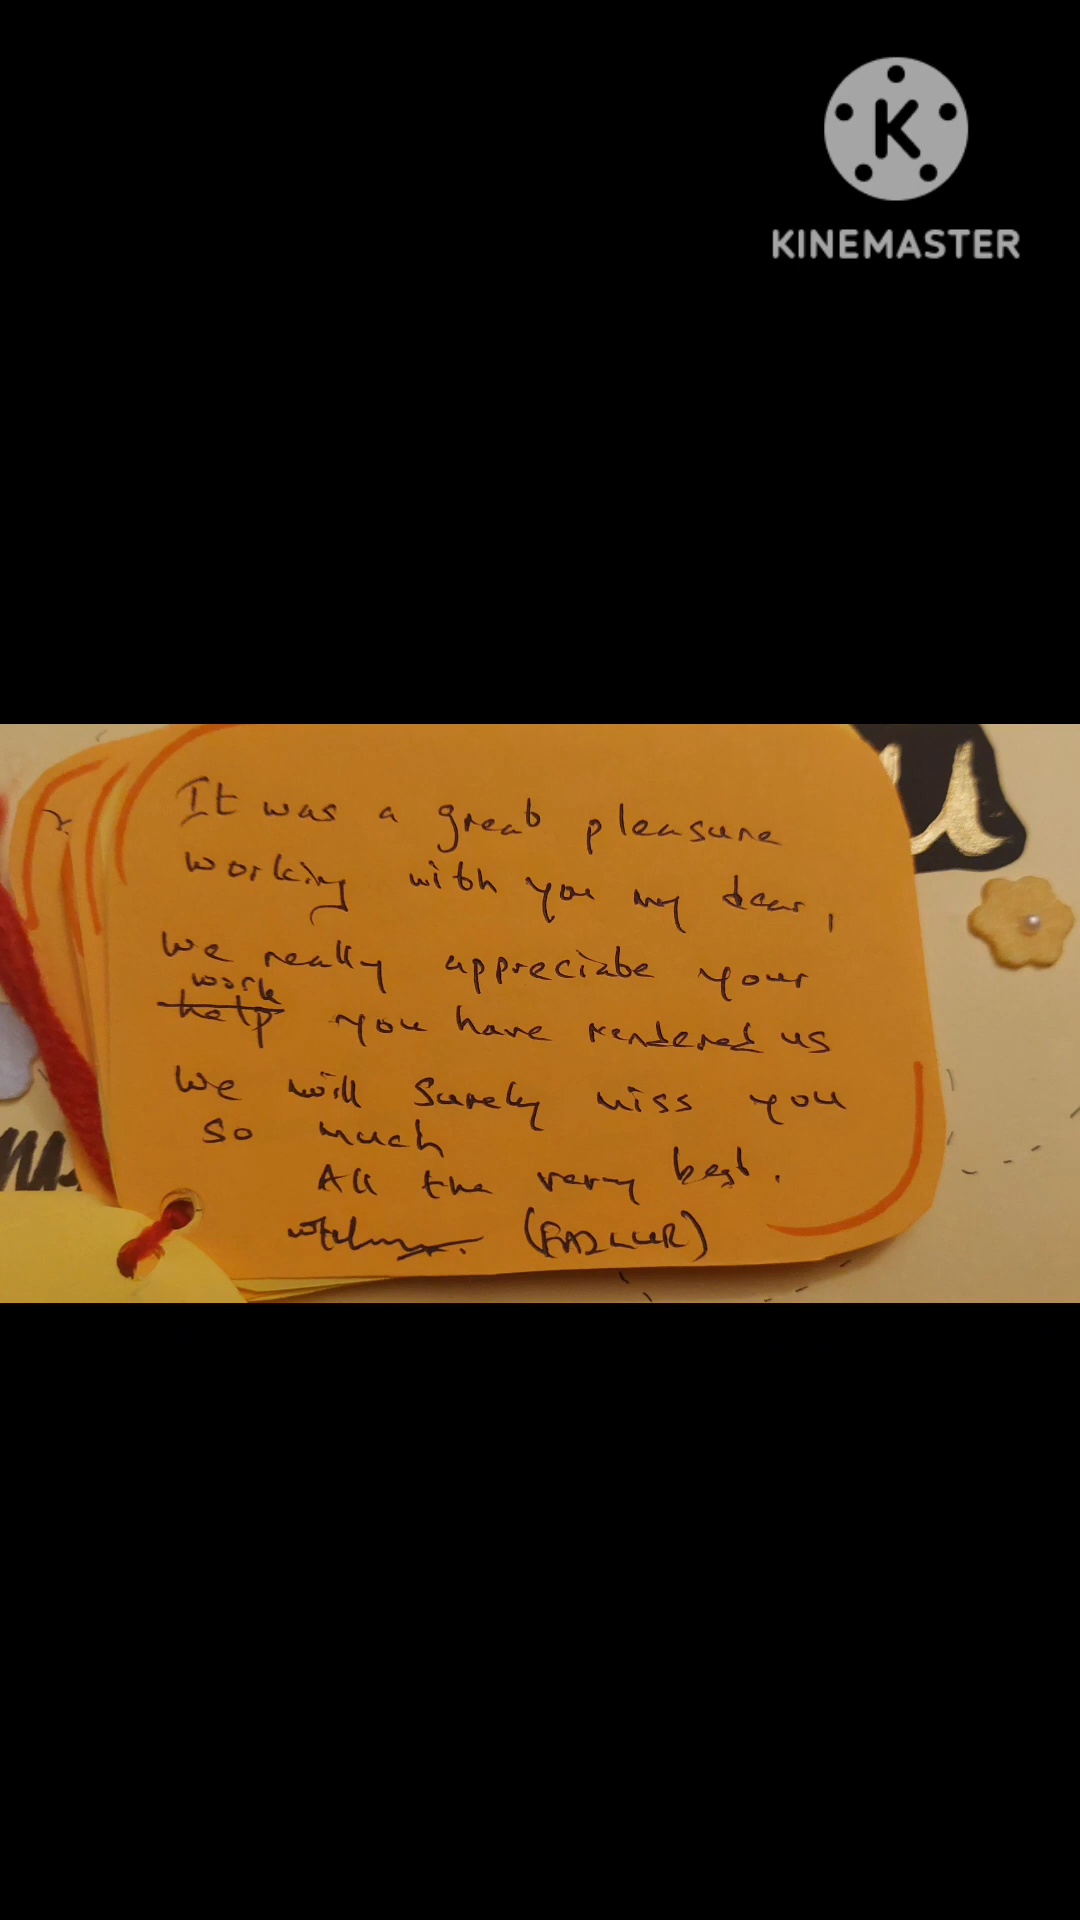 KINEMASTER
It was a great pleasure
working with you my dear,
We really appreciate your
work
help you have rendered us
We will surely miss you
so much
All the very best.